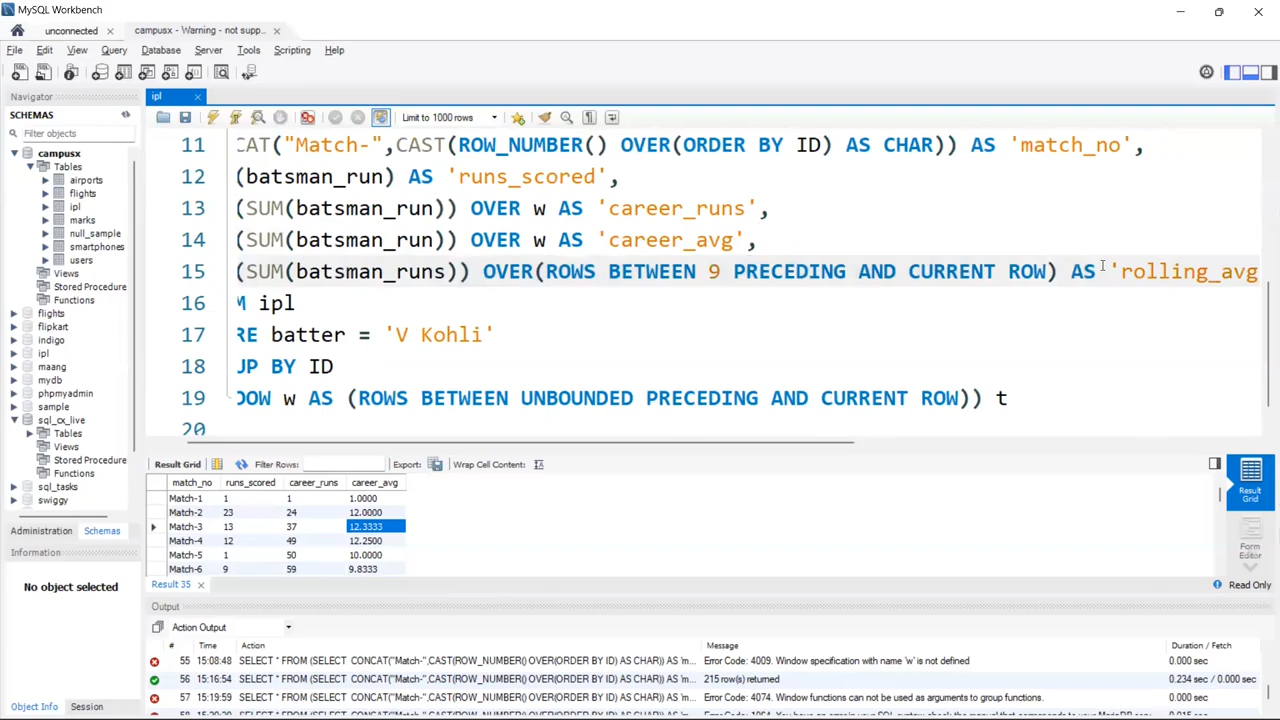 MySQL Workbench
unconnected
campusx - Warning - not supp..
File Edit View Query Database Server Tools Scripting Help
Navigator
ipl
SCHEMAS
Limit to 1000 rows
Filter objects
campusx
Tables
airports
flights
ipl
marks
null_sample
smartphones
users
Views
Stored Procedure
Functions
flights
flipkart
indigo
ipl
maang
mydb
phpmyadmin
sample
sql_cx_live
Tables
Views
Stored Procedure
Functions
sql_tasks
swiggy
Administration Schemas
Information
No object selected
Object Info Session
11 CAT("Match-",CAST(ROW_NUMBER() OVER(ORDER BY ID) AS CHAR)) AS 'match_no',
12 (batsman_run) AS 'runs_scored',
13 (SUM(batsman_run)) OVER w AS 'career_runs',
14 (SUM(batsman_run)) OVER w AS 'career_avg',
15 (SUM(batsman_runs)) OVER(ROWS BETWEEN 9 PRECEDING AND CURRENT ROW) AS 'rolling_avg
16 M ipl
17 RE batter = 'V Kohli'
18 UP BY ID
19 DOW w AS (ROWS BETWEEN UNBOUNDED PRECEDING AND CURRENT ROW)) t
20
Result Grid Filter Rows: Export: Wrap Cell Content:
match_no runs_scored career_runs career_avg
Match-1 1 1 1.0000
Match-2 23 24 12.0000
Match-3 13 37 12.3333
Match-4 12 49 12.2500
Match-5 1 50 10.0000
Match-6 9 59 9.8333
Result Grid
Form Editor
Result 35
Read Only
Output
Action Output
# Time Action Message Duration / Fetch
55 15:08:48 SELECT * FROM (SELECT CONCAT("Match-",CAST(ROW_NUMBER() OVER(ORDER BY ID) AS CHAR)) AS 'm... Error Code: 4009. Window specification with name 'w' is not defined 0.000 sec
56 15:16:54 SELECT * FROM (SELECT CONCAT("Match-",CAST(ROW_NUMBER() OVER(ORDER BY ID) AS CHAR)) AS 'm... 215 row(s) returned 0.234 sec / 0.000 sec
57 15:19:59 SELECT * FROM (SELECT CONCAT("Match-",CAST(ROW_NUMBER() OVER(ORDER BY ID) AS CHAR)) AS 'm... Error Code: 4074. Window functions can not be used as arguments to group functions. 0.000 sec